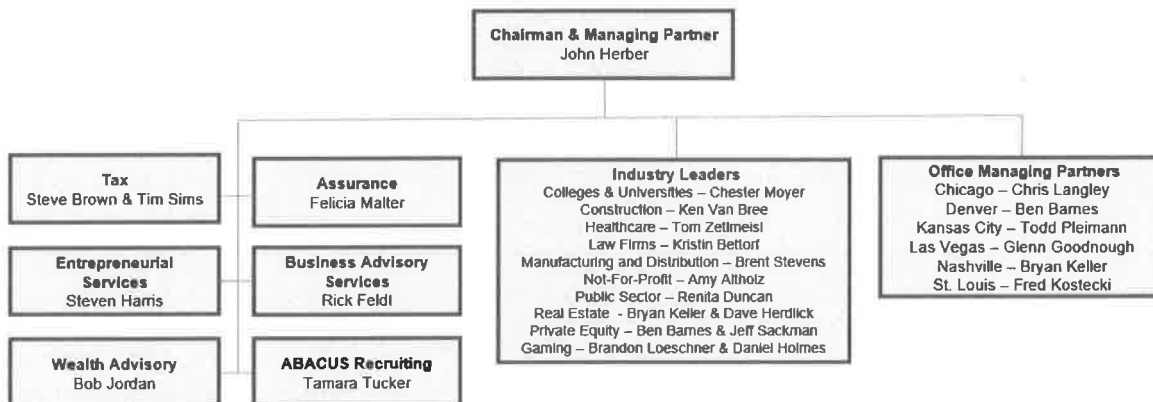 Chairman & Managing Partner
John Herber
Tax
Steve Brown & Tim Sims
Assurance
Felicia Malter
Entrepreneurial
Services
Steven Harris
Business Advisory
Services
Rick Feldt
Wealth Advisory
Bob Jordan
ABACUS Recruiting
Tamara Tucker
Industry Leaders
Colleges & Universities – Chester Moyer
Construction – Ken Van Bree
Healthcare – Tom Zetlmeisl
Law Firms – Kristin Bettorf
Manufacturing and Distribution – Brent Stevens
Not-For-Profit – Amy Altholz
Public Sector – Renita Duncan
Real Estate - Bryan Keller & Dave Herdlick
Private Equity – Ben Barnes & Jeff Sackman
Gaming – Brandon Loeschner & Daniel Holmes
Office Managing Partners
Chicago – Chris Langley
Denver – Ben Barnes
Kansas City – Todd Pleimann
Las Vegas – Glenn Goodnough
Nashville – Bryan Keller
St. Louis – Fred Kostecki